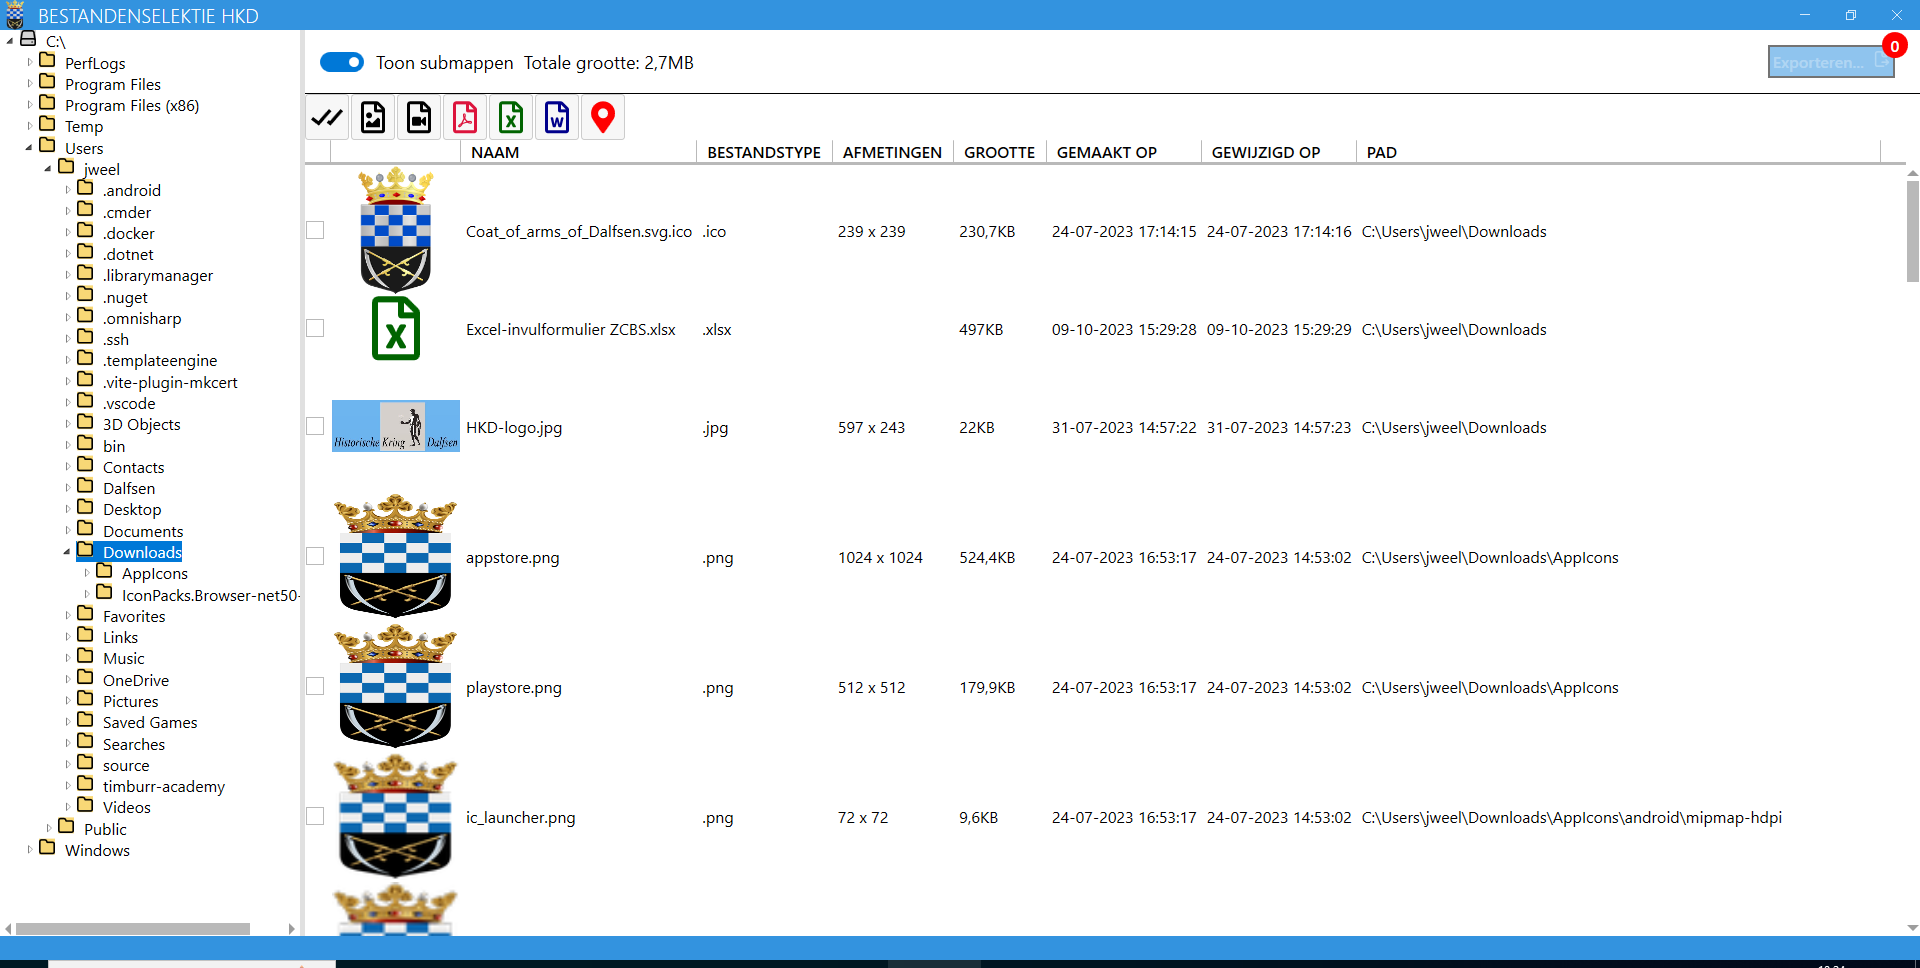 BESTANDENSELEKTIE HKD
C:\
PerfLogs
Program Files
Program Files (x86)
Temp
Users
jweel
.android
.cmder
.docker
.dotnet
.librarymanager
.nuget
.omnisharp
.ssh
.templateengine
.vite-plugin-mkcert
.vscode
3D Objects
bin
Contacts
Dalfsen
Desktop
Documents
Downloads
AppIcons
IconPacks.Browser-net50-
Favorites
Links
Music
OneDrive
Pictures
Saved Games
Searches
source
timburr-academy
Videos
Public
Windows
Toon submappen Totale grootte: 2,7MB
Exporteren... 0
NAAM BESTANDSTYPE AFMETINGEN GROOTTE GEMAAKT OP GEWIJZIGD OP PAD
Coat_of_arms_of_Dalfsen.svg.ico .ico 239 x 239 230,7KB 24-07-2023 17:14:15 24-07-2023 17:14:16 C:\Users\jweel\Downloads
Excel-invulformulier ZCBS.xlsx .xlsx 497KB 09-10-2023 15:29:28 09-10-2023 15:29:29 C:\Users\jweel\Downloads
Historische Kring Dalfsen
HKD-logo.jpg .jpg 597 x 243 22KB 31-07-2023 14:57:22 31-07-2023 14:57:23 C:\Users\jweel\Downloads
appstore.png .png 1024 x 1024 524,4KB 24-07-2023 16:53:17 24-07-2023 14:53:02 C:\Users\jweel\Downloads\AppIcons
playstore.png .png 512 x 512 179,9KB 24-07-2023 16:53:17 24-07-2023 14:53:02 C:\Users\jweel\Downloads\AppIcons
ic_launcher.png .png 72 x 72 9,6KB 24-07-2023 16:53:17 24-07-2023 14:53:02 C:\Users\jweel\Downloads\AppIcons\android\mipmap-hdpi